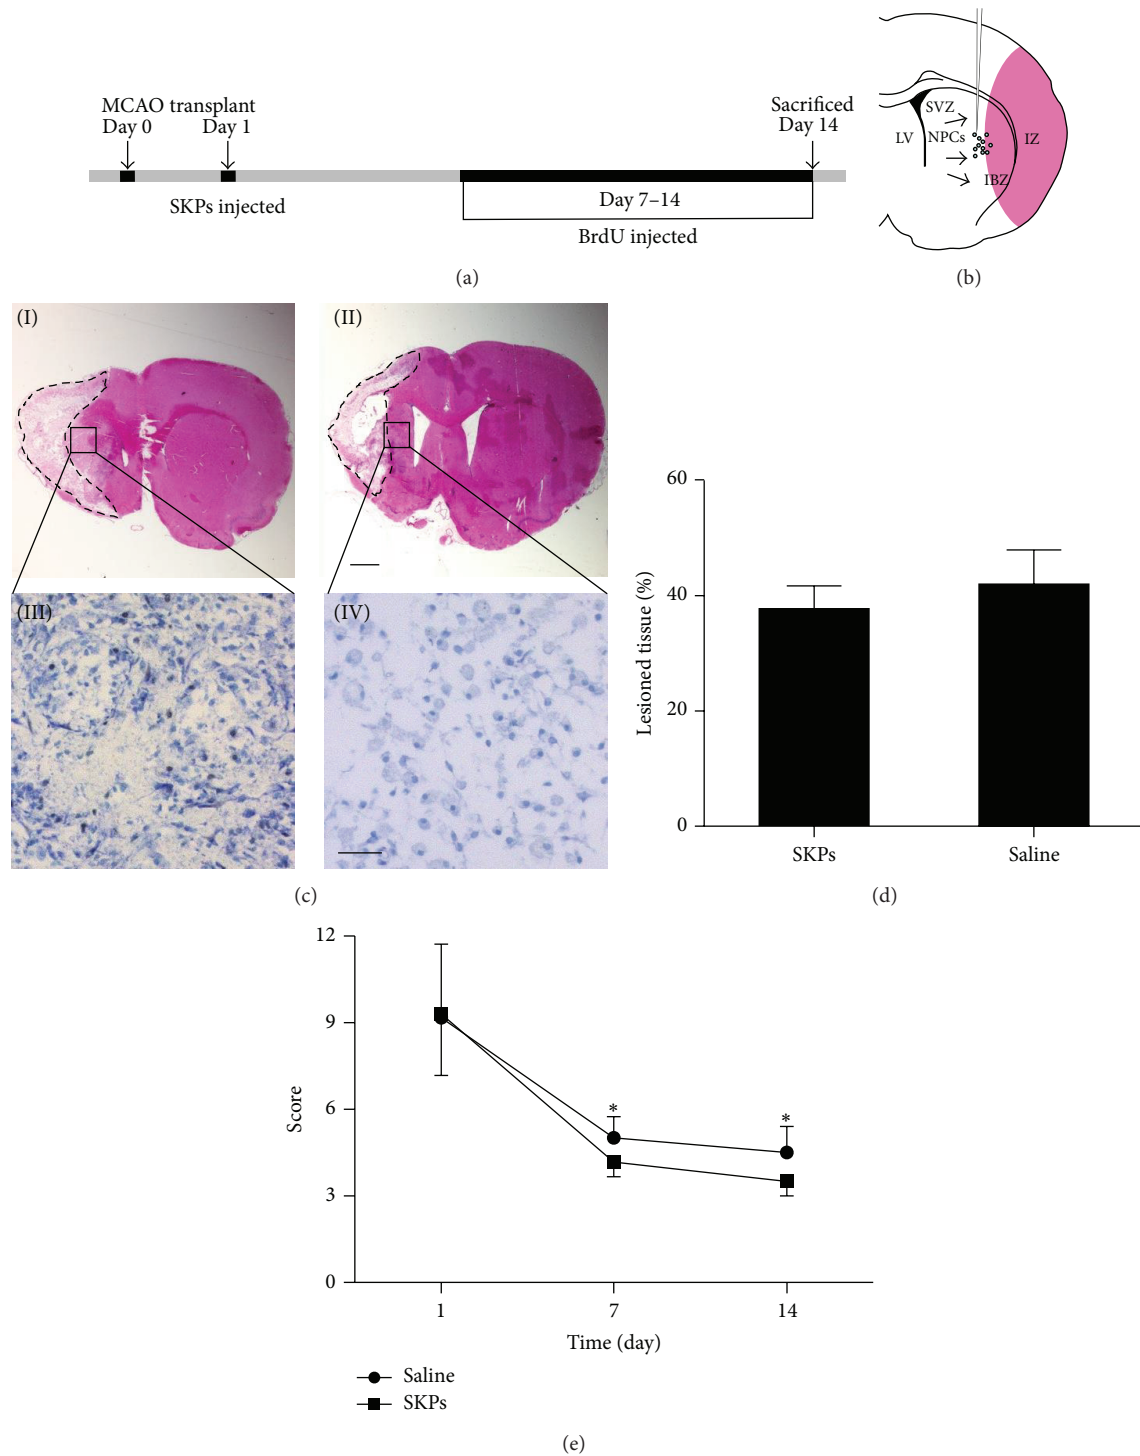 MCAO transplant
Day 0 Day 1
Sacrificed
Day 14
SKPs injected
Day 7–14
BrdU injected
(a)
SVZ
LV NPCs IZ
IBZ
(b)
(I)
(II)
(III)
(IV)
(c)
60
40
20
0
Lesioned tissue (%)
SKPs Saline
(d)
12
9
6
3
0
Score
* *
1 7 14
Time (day)
Saline
SKPs
(e)